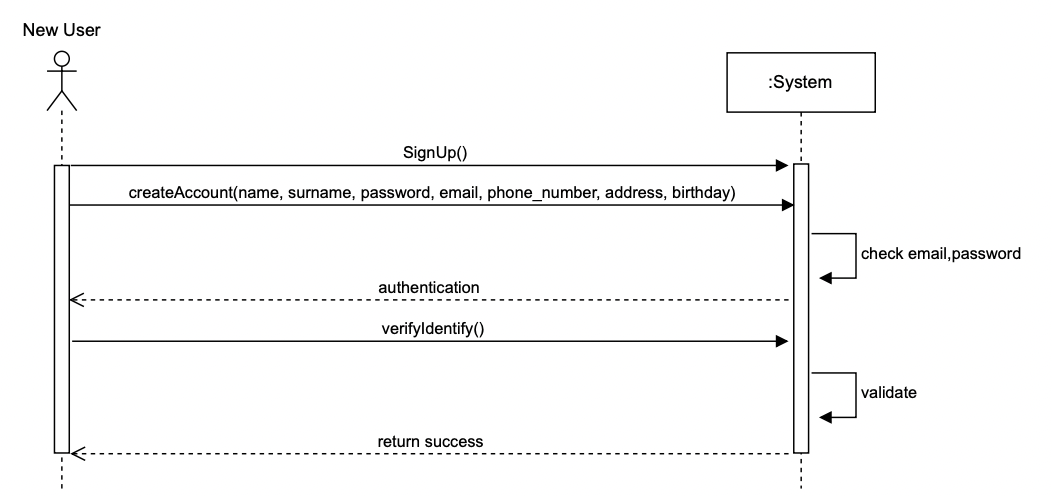 New User
:System
SignUp()
createAccount(name, surname, password, email, phone_number, address, birthday)
check email,password
authentication
verifyIdentify()
validate
return success